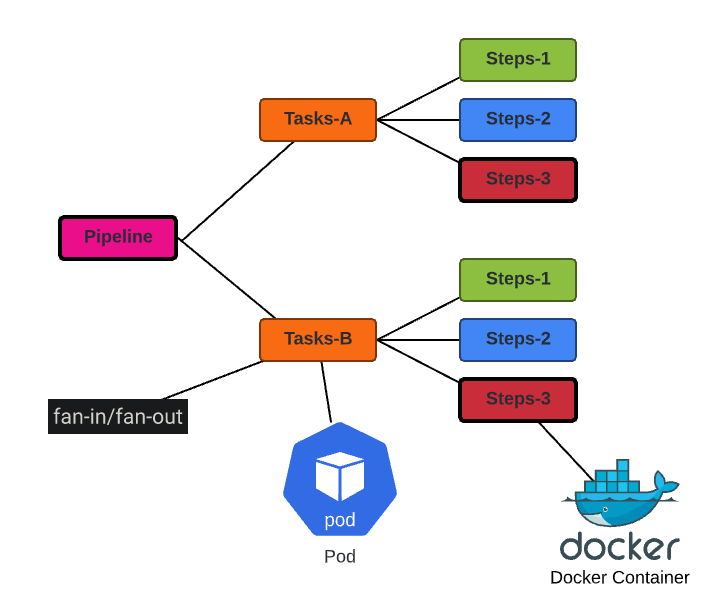 Steps-1
Tasks-A
Steps-2
Steps-3
Pipeline
Steps-1
Tasks-B
Steps-2
Steps-3
fan-in/fan-out
pod
Pod
docker
Docker Container